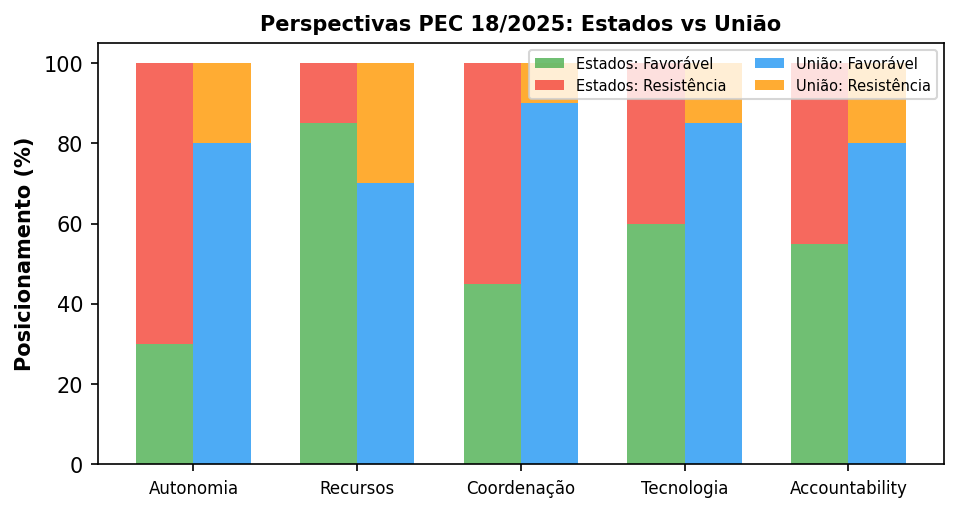 Perspectivas PEC 18/2025: Estados vs União
Estados: Favorável
Estados: Resistência
União: Favorável
União: Resistência
Posicionamento (%)
100
80
60
40
20
0
Autonomia
Recursos
Coordenação
Tecnologia
Accountability